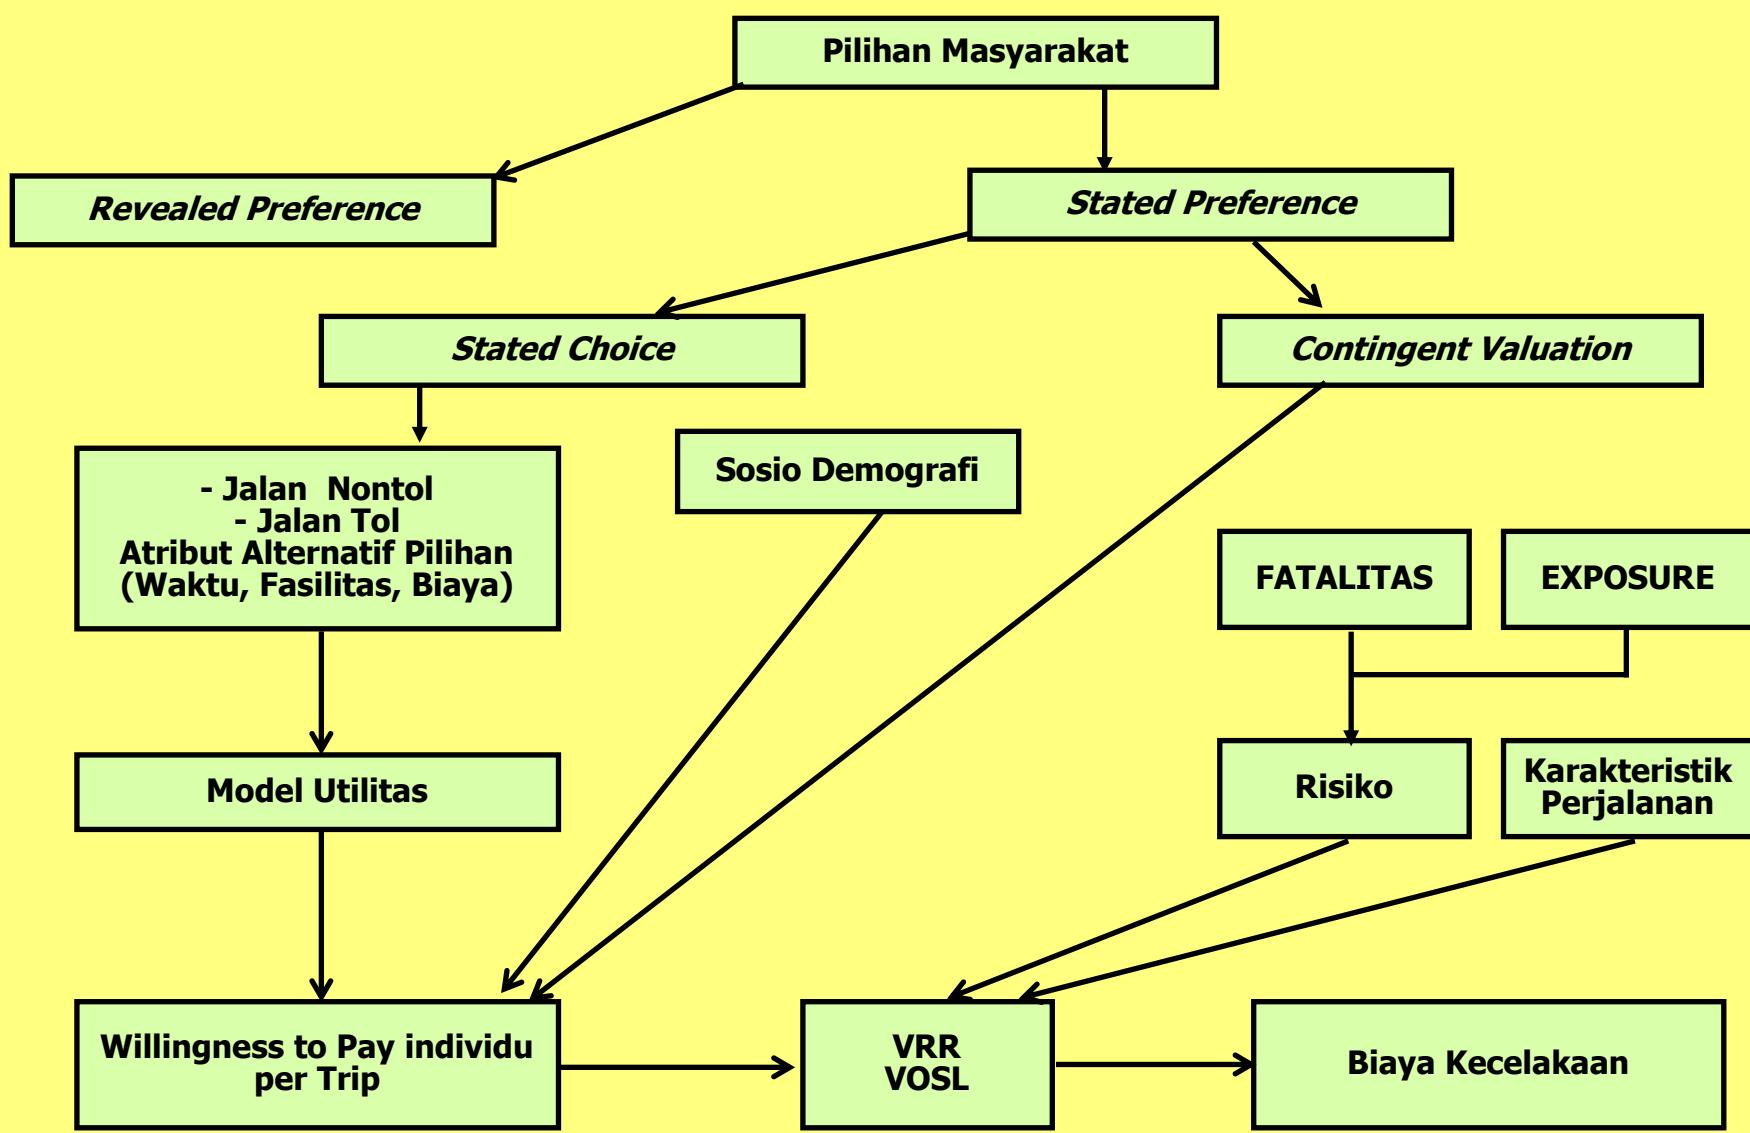 Pilihan Masyarakat
Revealed Preference
Stated Preference
Stated Choice
Contingent Valuation
- Jalan  Nontol
- Jalan Tol
Atribut Alternatif Pilihan
(Waktu, Fasilitas, Biaya)
Sosio Demografi
FATALITAS
EXPOSURE
Model Utilitas
Risiko
Karakteristik
Perjalanan
Willingness to Pay individu
per Trip
VRR
VOSL
Biaya Kecelakaan